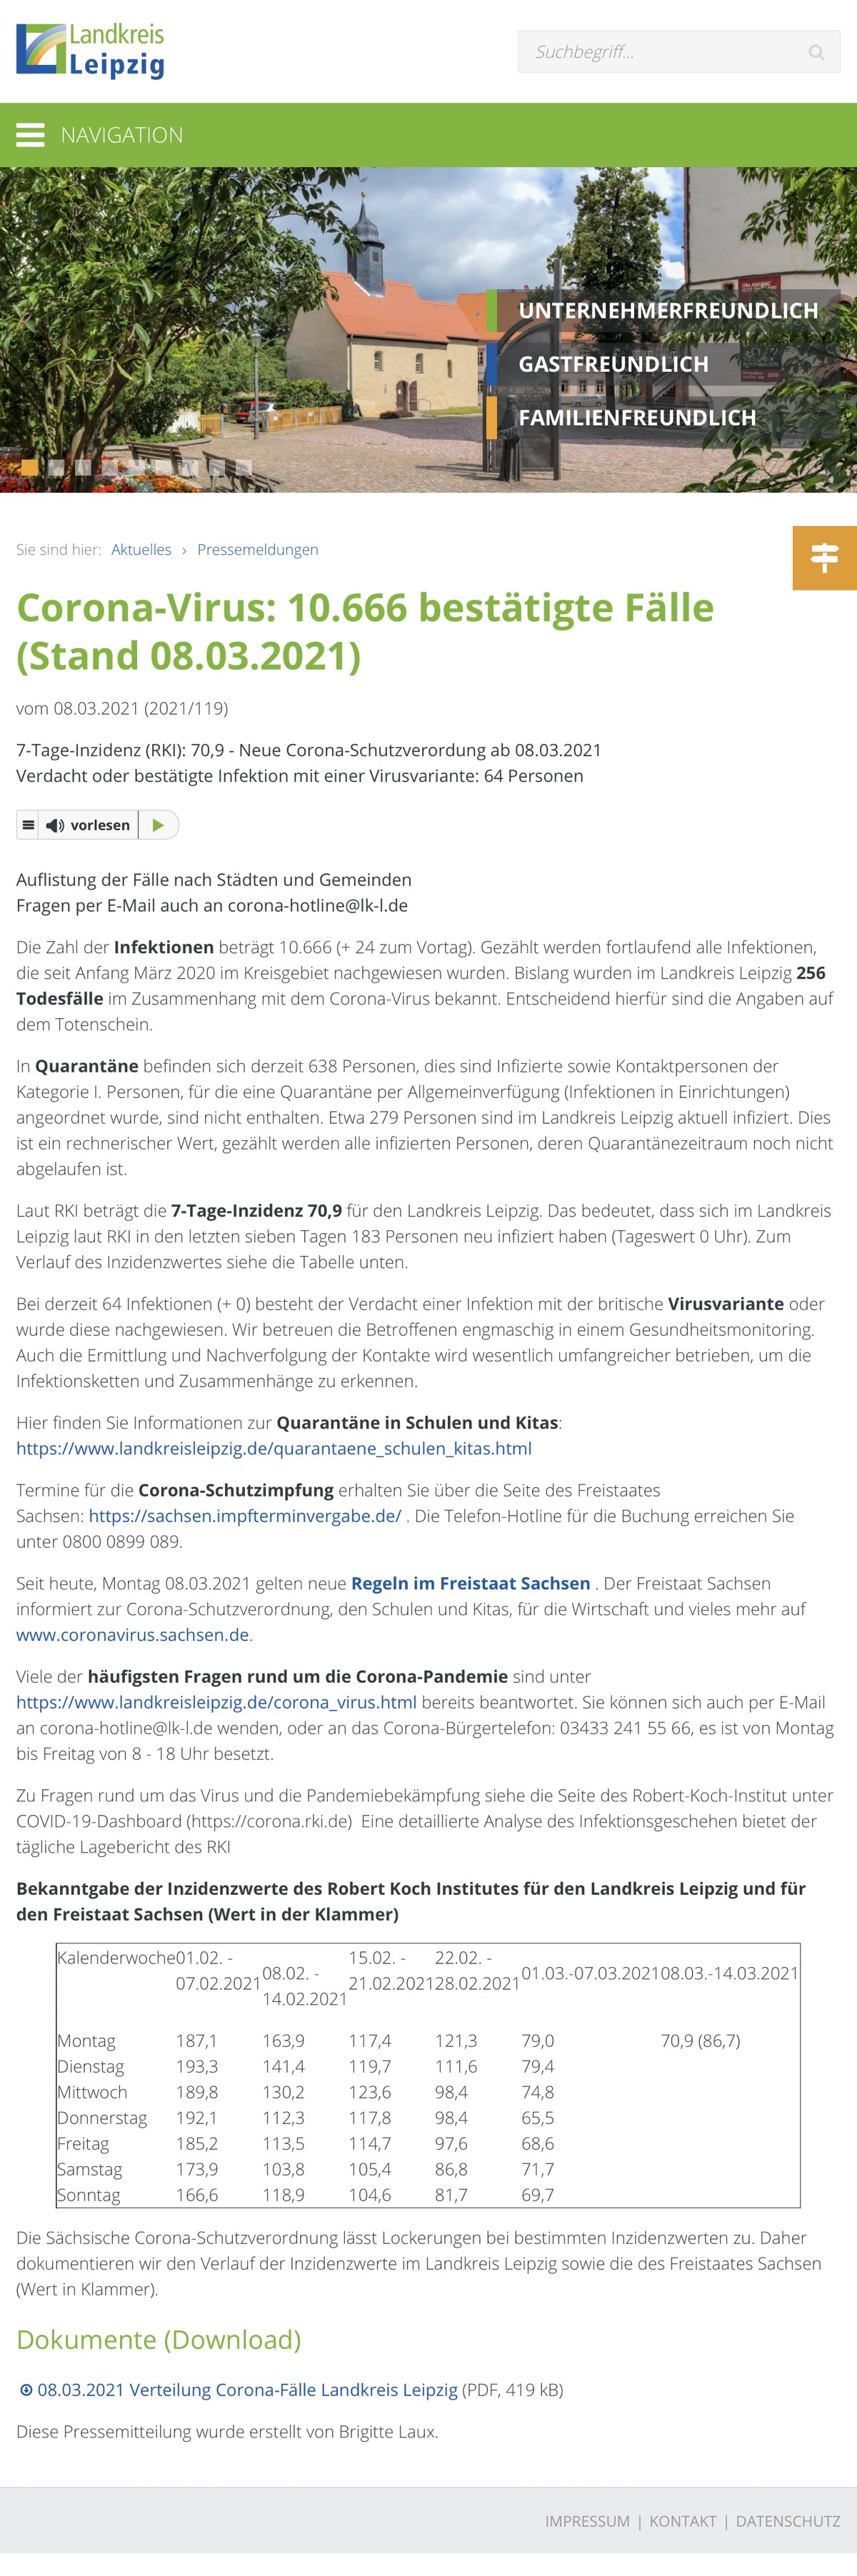 Landkreis
Leipzig
Suchbegriff...
NAVIGATION
UNTERNEHMERFREUNDLICH
GASTFREUNDLICH
FAMILIENFREUNDLICH
Sie sind hier: Aktuelles › Pressemeldungen
Corona-Virus: 10.666 bestätigte Fälle
(Stand 08.03.2021)
vom 08.03.2021 (2021/119)
7-Tage-Inzidenz (RKI): 70,9 - Neue Corona-Schutzverordung ab 08.03.2021
Verdacht oder bestätigte Infektion mit einer Virusvariante: 64 Personen
vorlesen
Auflistung der Fälle nach Städten und Gemeinden
Fragen per E-Mail auch an corona-hotline@lk-l.de
Die Zahl der Infektionen beträgt 10.666 (+ 24 zum Vortag). Gezählt werden fortlaufend alle Infektionen,
die seit Anfang März 2020 im Kreisgebiet nachgewiesen wurden. Bislang wurden im Landkreis Leipzig 256
Todesfälle im Zusammenhang mit dem Corona-Virus bekannt. Entscheidend hierfür sind die Angaben auf
dem Totenschein.
In Quarantäne befinden sich derzeit 638 Personen, dies sind Infizierte sowie Kontaktpersonen der
Kategorie I. Personen, für die eine Quarantäne per Allgemeinverfügung (Infektionen in Einrichtungen)
angeordnet wurde, sind nicht enthalten. Etwa 279 Personen sind im Landkreis Leipzig aktuell infiziert. Dies
ist ein rechnerischer Wert, gezählt werden alle infizierten Personen, deren Quarantänezeitraum noch nicht
abgelaufen ist.
Laut RKI beträgt die 7-Tage-Inzidenz 70,9 für den Landkreis Leipzig. Das bedeutet, dass sich im Landkreis
Leipzig laut RKI in den letzten sieben Tagen 183 Personen neu infiziert haben (Tageswert 0 Uhr). Zum
Verlauf des Inzidenzwertes siehe die Tabelle unten.
Bei derzeit 64 Infektionen (+ 0) besteht der Verdacht einer Infektion mit der britische Virusvariante oder
wurde diese nachgewiesen. Wir betreuen die Betroffenen engmaschig in einem Gesundheitsmonitoring.
Auch die Ermittlung und Nachverfolgung der Kontakte wird wesentlich umfangreicher betrieben, um die
Infektionsketten und Zusammenhänge zu erkennen.
Hier finden Sie Informationen zur Quarantäne in Schulen und Kitas:
https://www.landkreisleipzig.de/quarantaene_schulen_kitas.html
Termine für die Corona-Schutzimpfung erhalten Sie über die Seite des Freistaates
Sachsen: https://sachsen.impfterminvergabe.de/ . Die Telefon-Hotline für die Buchung erreichen Sie
unter 0800 0899 089.
Seit heute, Montag 08.03.2021 gelten neue Regeln im Freistaat Sachsen . Der Freistaat Sachsen
informiert zur Corona-Schutzverordnung, den Schulen und Kitas, für die Wirtschaft und vieles mehr auf
www.coronavirus.sachsen.de.
Viele der häufigsten Fragen rund um die Corona-Pandemie sind unter
https://www.landkreisleipzig.de/corona_virus.html bereits beantwortet. Sie können sich auch per E-Mail
an corona-hotline@lk-l.de wenden, oder an das Corona-Bürgertelefon: 03433 241 55 66, es ist von Montag
bis Freitag von 8 - 18 Uhr besetzt.
Zu Fragen rund um das Virus und die Pandemiebekämpfung siehe die Seite des Robert-Koch-Institut unter
COVID-19-Dashboard (https://corona.rki.de)  Eine detaillierte Analyse des Infektionsgeschehen bietet der
tägliche Lagebericht des RKI
Bekanntgabe der Inzidenzwerte des Robert Koch Institutes für den Landkreis Leipzig und für
den Freistaat Sachsen (Wert in der Klammer)
Kalenderwoche 01.02. - 07.02.2021 08.02. - 14.02.2021 15.02. - 21.02.2021 22.02. - 28.02.2021 01.03.-07.03.2021 08.03.-14.03.2021
Montag 187,1 163,9 117,4 121,3 79,0 70,9 (86,7)
Dienstag 193,3 141,4 119,7 111,6 79,4
Mittwoch 189,8 130,2 123,6 98,4 74,8
Donnerstag 192,1 112,3 117,8 98,4 65,5
Freitag 185,2 113,5 114,7 97,6 68,6
Samstag 173,9 103,8 105,4 86,8 71,7
Sonntag 166,6 118,9 104,6 81,7 69,7
Die Sächsische Corona-Schutzverordnung lässt Lockerungen bei bestimmten Inzidenzwerten zu. Daher
dokumentieren wir den Verlauf der Inzidenzwerte im Landkreis Leipzig sowie die des Freistaates Sachsen
(Wert in Klammer).
Dokumente (Download)
08.03.2021 Verteilung Corona-Fälle Landkreis Leipzig (PDF, 419 kB)
Diese Pressemitteilung wurde erstellt von Brigitte Laux.
IMPRESSUM | KONTAKT | DATENSCHUTZ